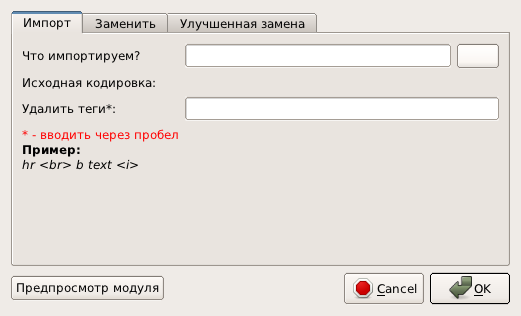 Импорт Заменить Улучшенная замена
Что импортируем?
Исходная кодировка:
Удалить теги*:
* - вводить через пробел
Пример:
hr <br> b text <i>
Предпросмотр модуля Cancel OK